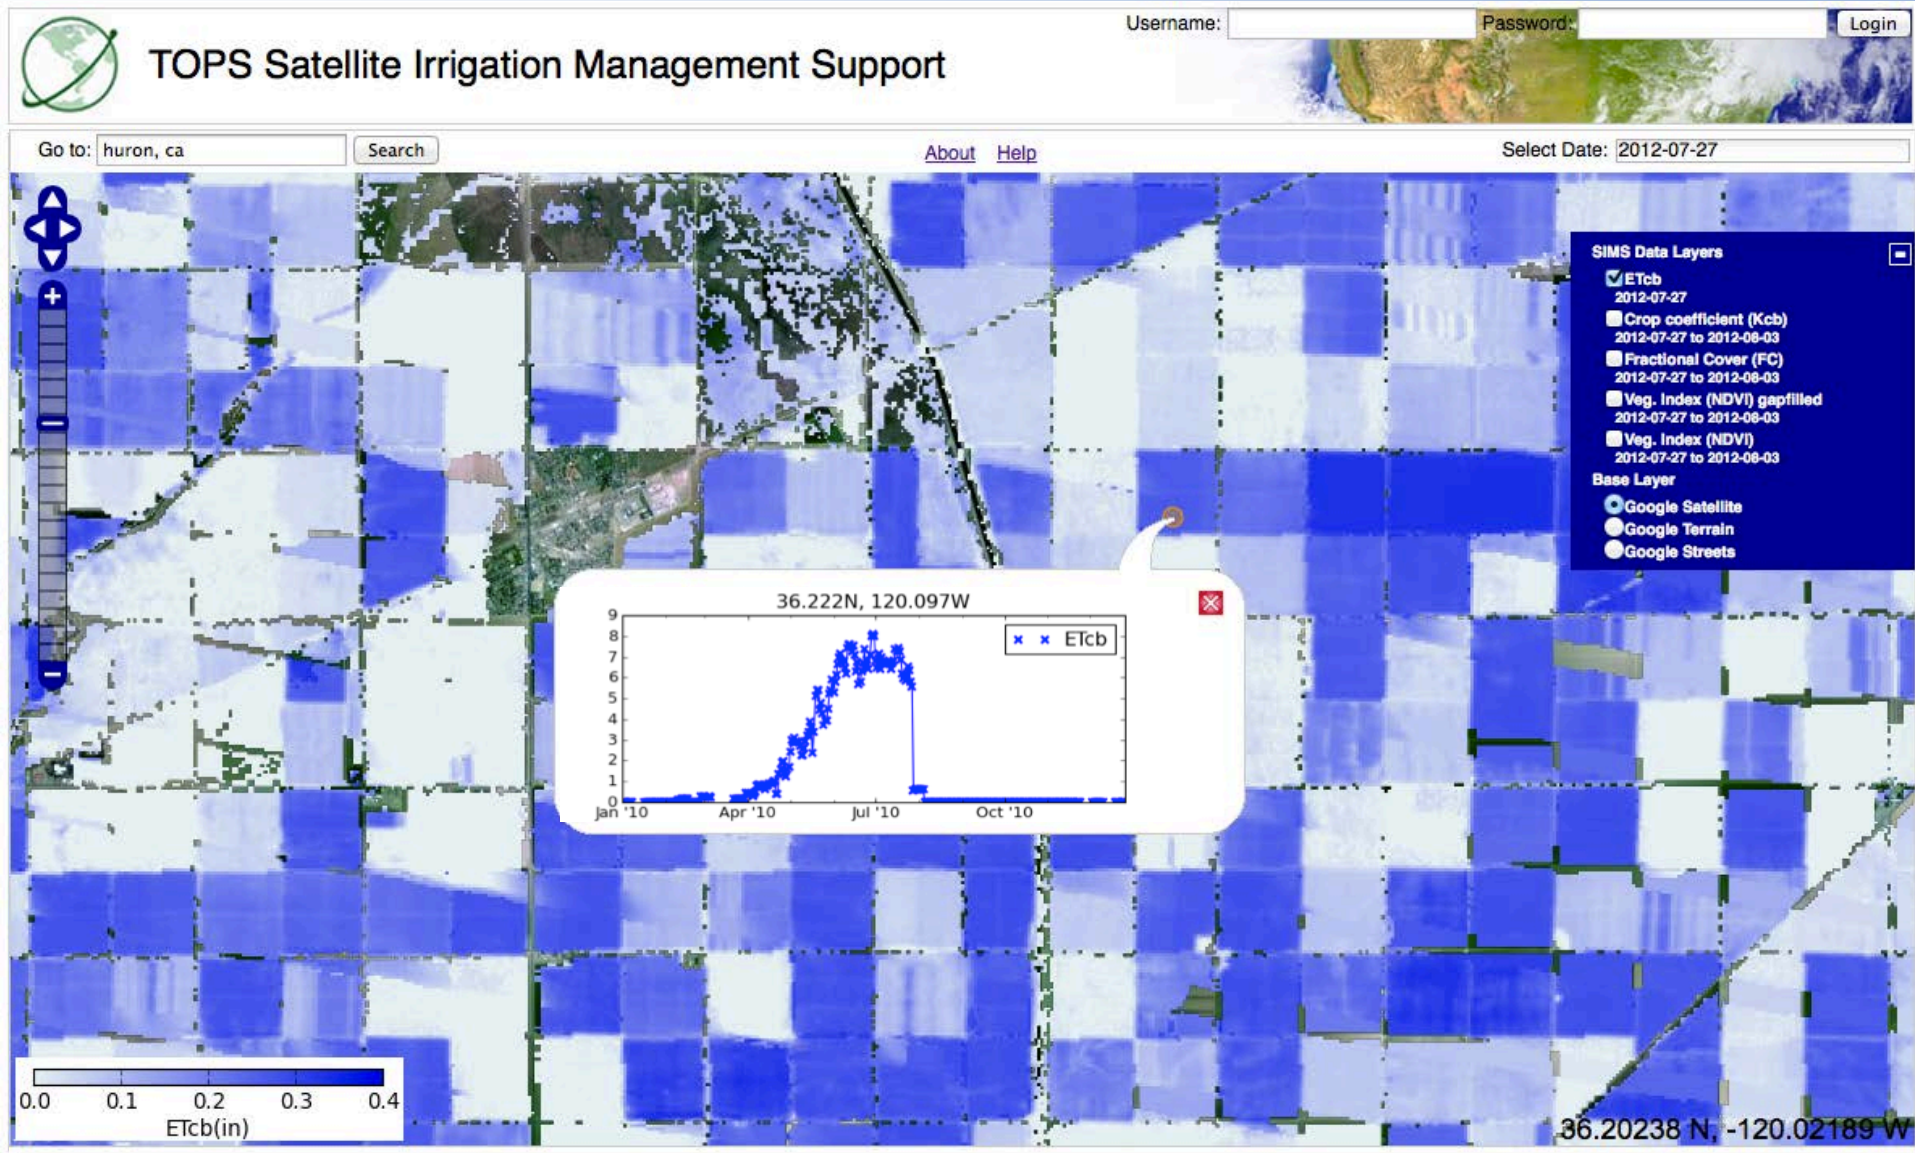 Username: Password: Login
TOPS Satellite Irrigation Management Support
Go to: huron, ca Search About Help Select Date: 2012-07-27
SIMS Data Layers
ETcb
2012-07-27
Crop coefficient (Kcb)
2012-07-27 to 2012-08-03
Fractional Cover (FC)
2012-07-27 to 2012-08-03
Veg. Index (NDVI) gapfilled
2012-07-27 to 2012-08-03
Veg. Index (NDVI)
2012-07-27 to 2012-08-03
Base Layer
Google Satellite
Google Terrain
Google Streets
36.222N, 120.097W
ETcb
9
8
7
6
5
4
3
2
1
0
Jan '10 Apr '10 Jul '10 Oct '10
0.0 0.1 0.2 0.3 0.4
ETcb(in)
36.20238 N, -120.02189 W